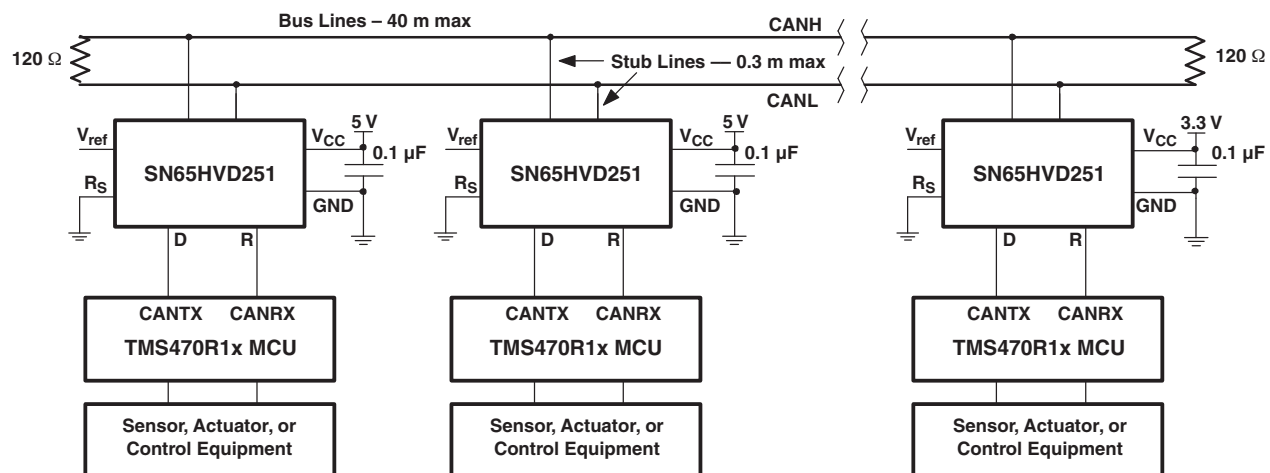 Bus Lines – 40 m max
CANH
120 Ω
120 Ω
Stub Lines –– 0.3 m max
CANL
Vref
VCC
5 V
0.1 µF
SN65HVD251
RS
GND
D
R
Vref
VCC
5 V
0.1 µF
SN65HVD251
RS
GND
D
R
Vref
VCC
3.3 V
0.1 µF
SN65HVD251
RS
GND
D
R
CANTX CANRX
TMS470R1x MCU
CANTX CANRX
TMS470R1x MCU
CANTX CANRX
TMS470R1x MCU
Sensor, Actuator, or
Control Equipment
Sensor, Actuator, or
Control Equipment
Sensor, Actuator, or
Control Equipment